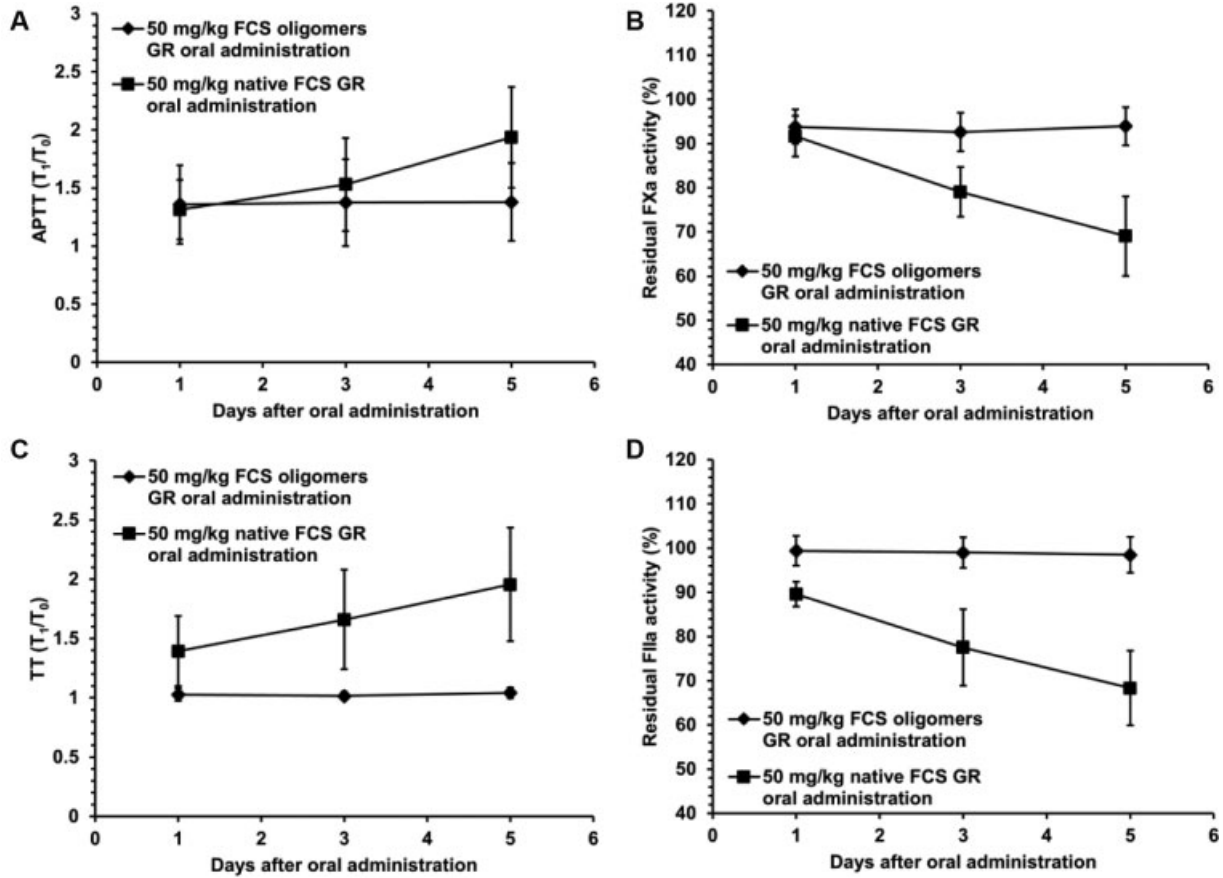 A
3
2.5
2
1.5
1
0.5
0
APTT (T₁/T₀)
50 mg/kg FCS oligomers
GR oral administration
50 mg/kg native FCS GR
oral administration
0 1 2 3 4 5 6
Days after oral administration
B
120
110
100
90
80
70
60
50
40
Residual FXa activity (%)
50 mg/kg FCS oligomers
GR oral administration
50 mg/kg native FCS GR
oral administration
0 1 2 3 4 5 6
Days after oral administration
C
3
2.5
2
1.5
1
0.5
0
TT (T₁/T₀)
50 mg/kg FCS oligomers
GR oral administration
50 mg/kg native FCS GR
oral administration
0 1 2 3 4 5 6
Days after oral administration
D
120
110
100
90
80
70
60
50
40
Residual FIIa activity (%)
50 mg/kg FCS oligomers
GR oral administration
50 mg/kg native FCS GR
oral administration
0 1 2 3 4 5 6
Days after oral administration